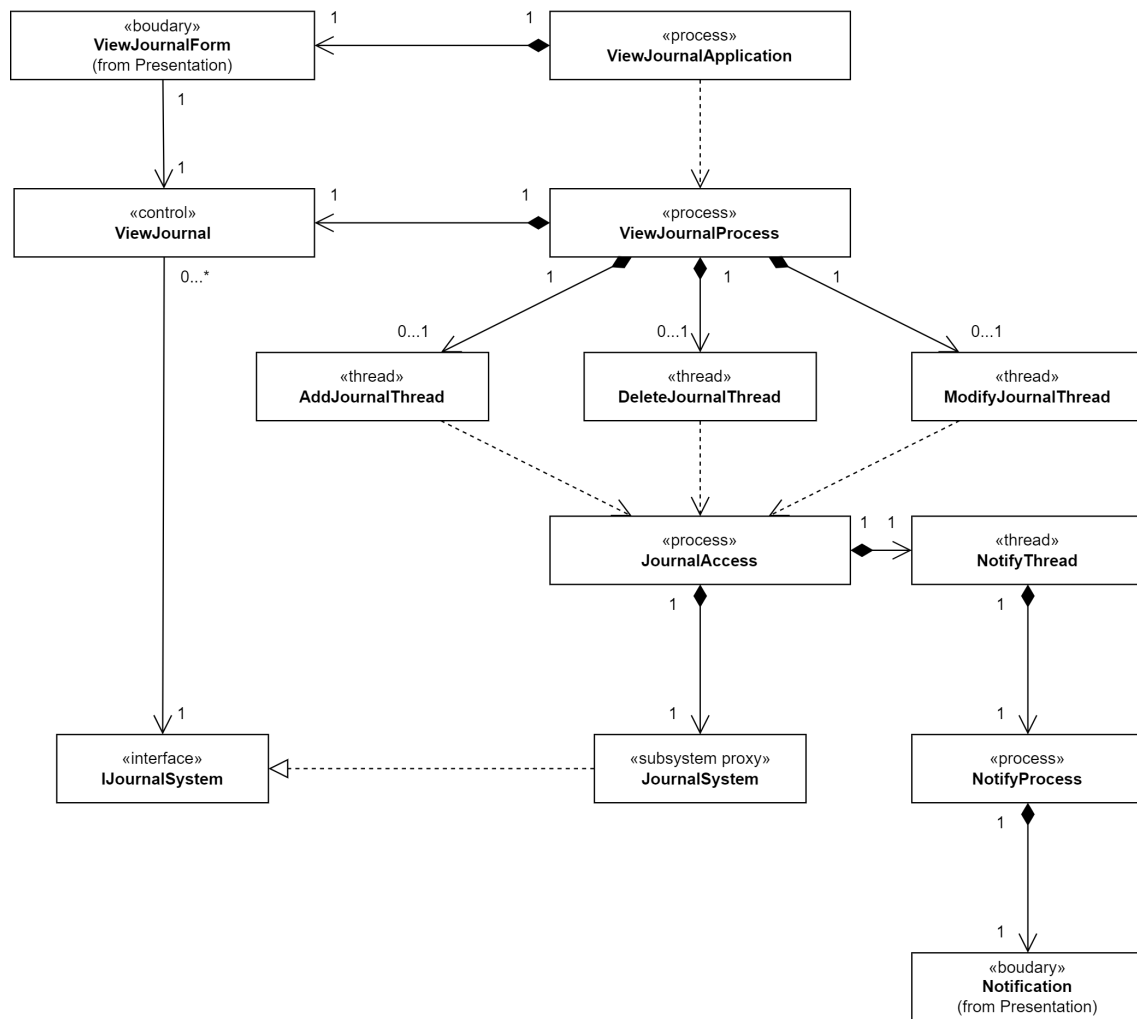 «boudary»
ViewJournalForm
(from Presentation)
1
1
«process»
ViewJournalApplication
1
1
«control»
ViewJournal
1
1
«process»
ViewJournalProcess
0...*
1
1
1
0...1
0...1
0...1
«thread»
AddJournalThread
«thread»
DeleteJournalThread
«thread»
ModifyJournalThread
«process»
JournalAccess
1
1
«thread»
NotifyThread
1
1
1
1
1
«interface»
IJournalSystem
«subsystem proxy»
JournalSystem
«process»
NotifyProcess
1
1
«boudary»
Notification
(from Presentation)